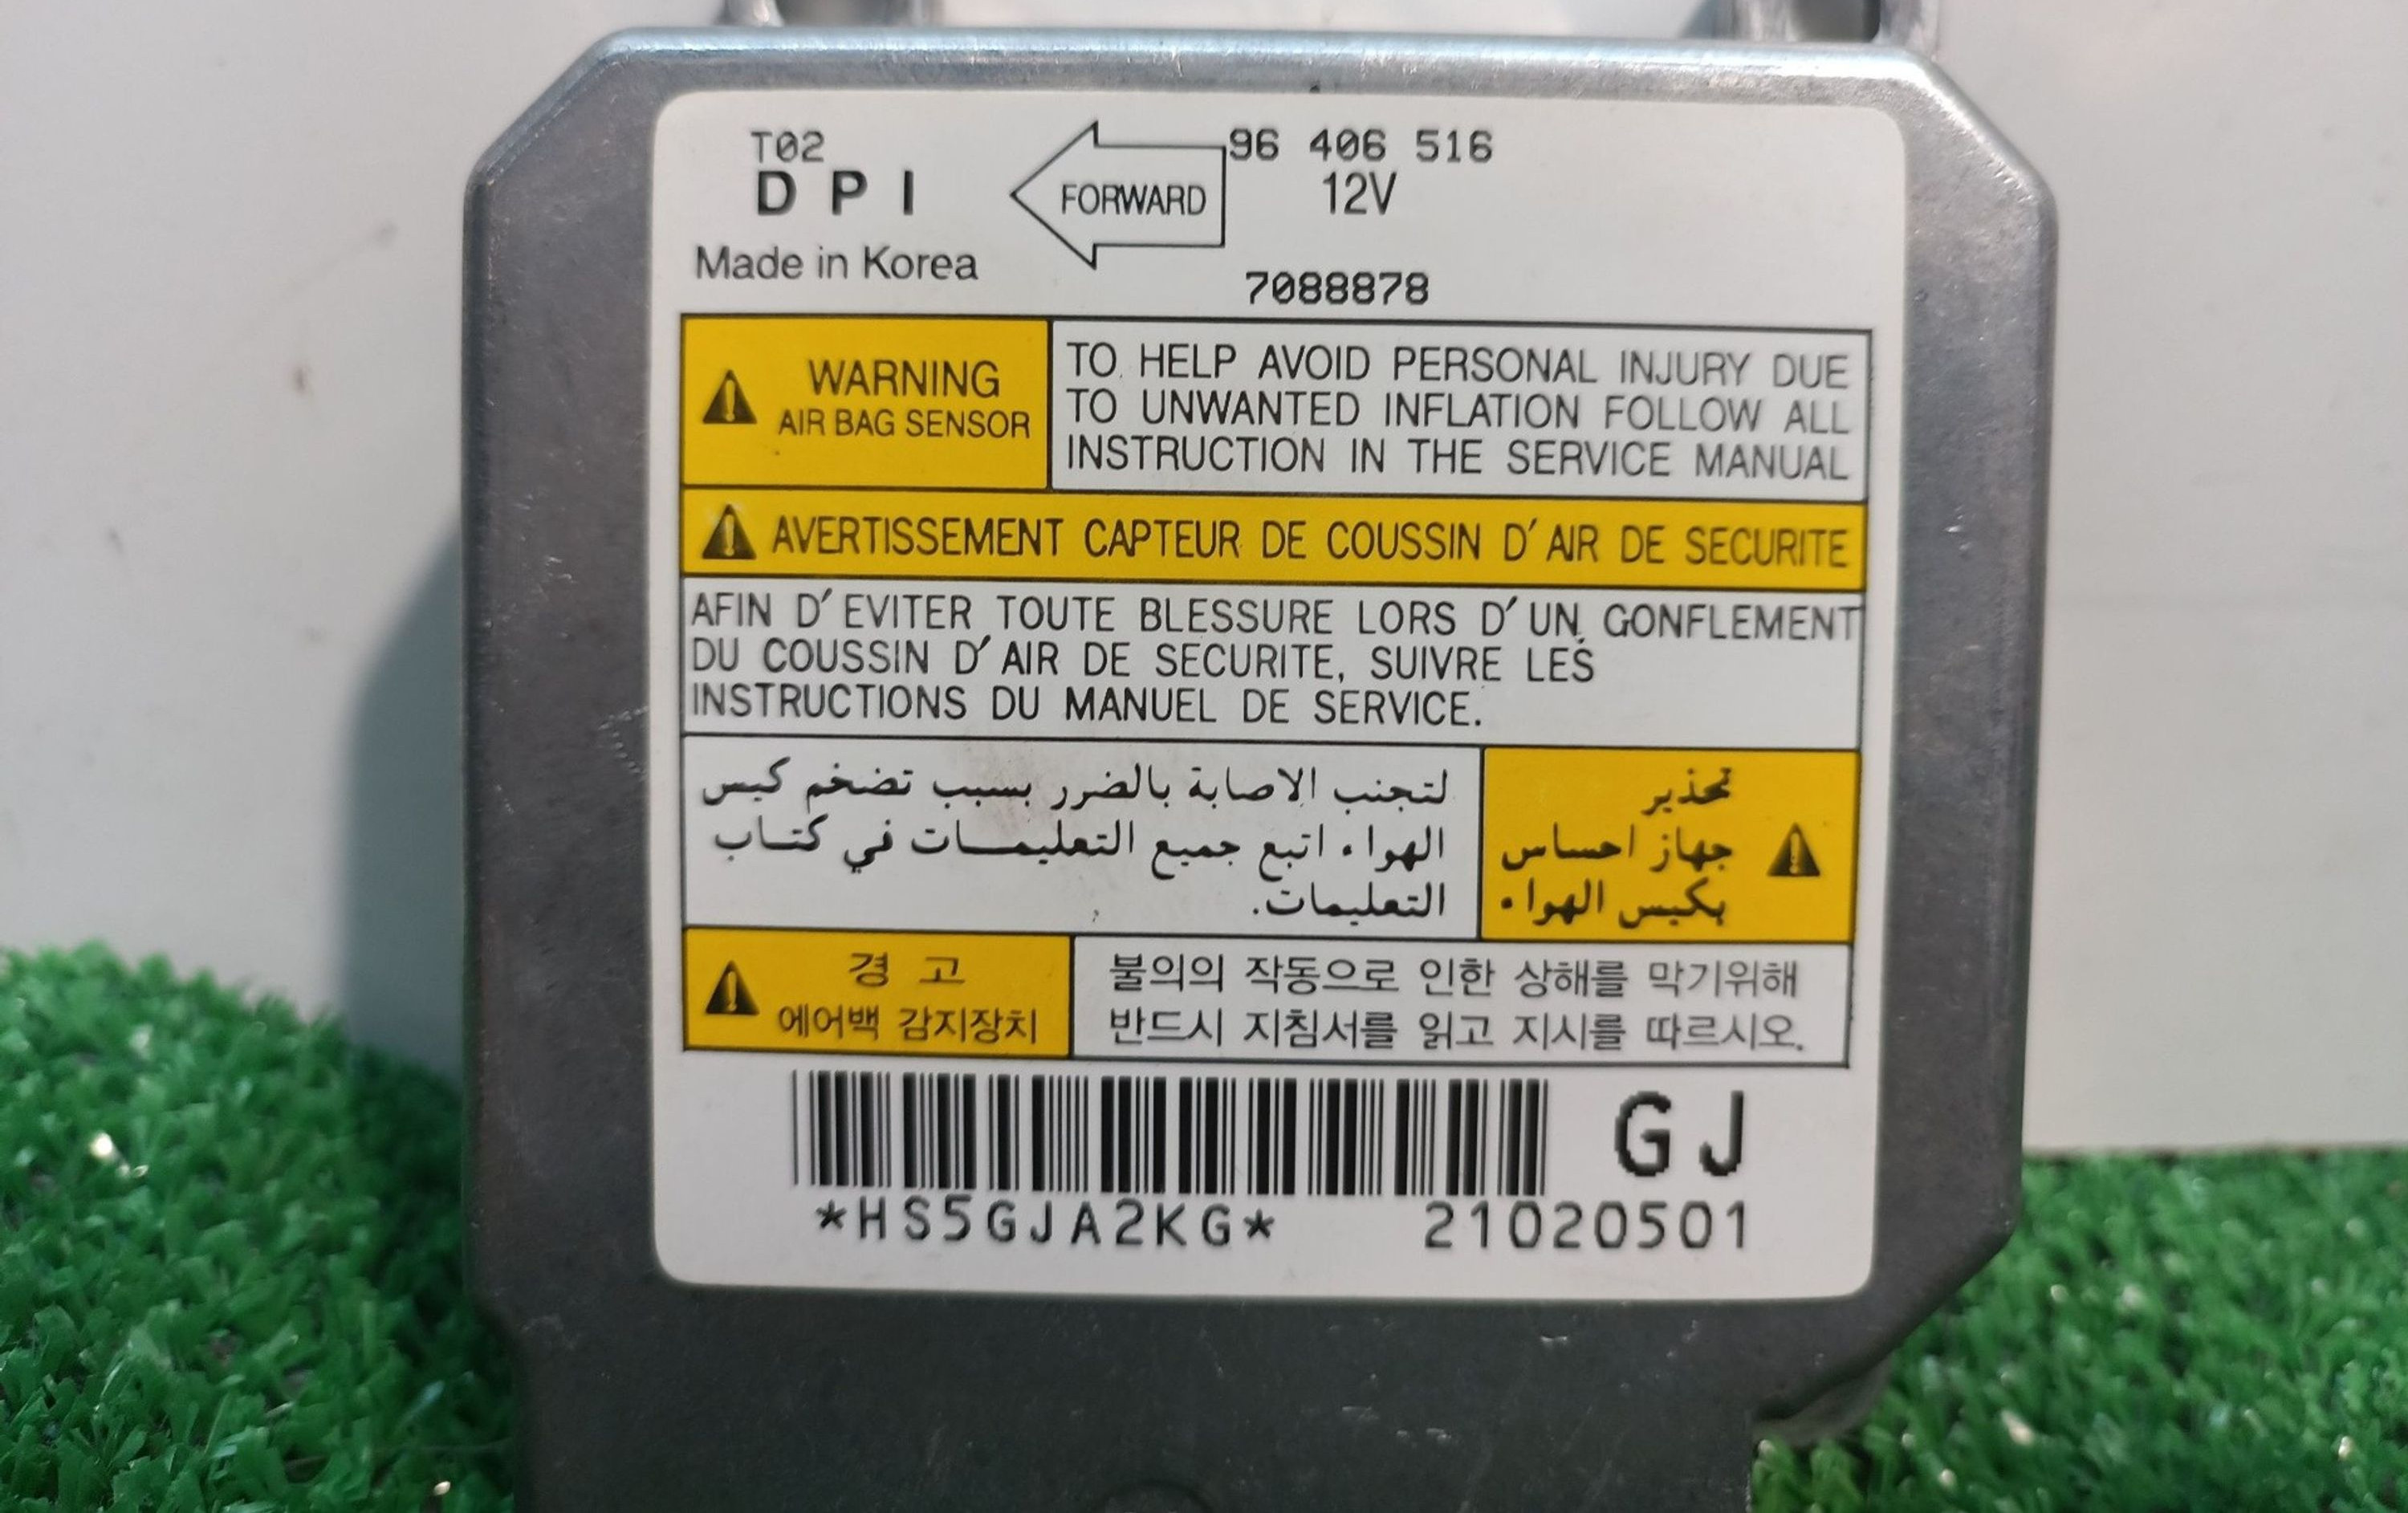 T02
96 406 516
D P I
FORWARD
12V
Made in Korea
7088878
WARNING
AIR BAG SENSOR
TO HELP AVOID PERSONAL INJURY DUE
TO UNWANTED INFLATION FOLLOW ALL
INSTRUCTION IN THE SERVICE MANUAL
AVERTISSEMENT CAPTEUR DE COUSSIN D'AIR DE SECURITE
AFIN D'EVITER TOUTE BLESSURE LORS D'UN GONFLEMENT
DU COUSSIN D'AIR DE SECURITE, SUIVRE LES
INSTRUCTIONS DU MANUEL DE SERVICE.
تحذير
جهاز احساس
بكيس الهواء
لتجنب الاصابة بالضرر بسبب تضخم كيس
الهواء اتبع جميع التعليمات في كتاب
التعليمات.
경 고
에어백 감지장치
불의의 작동으로 인한 상해를 막기위해
반드시 지침서를 읽고 지시를 따르시오.
GJ
*HS5GJA2KG* 21020501